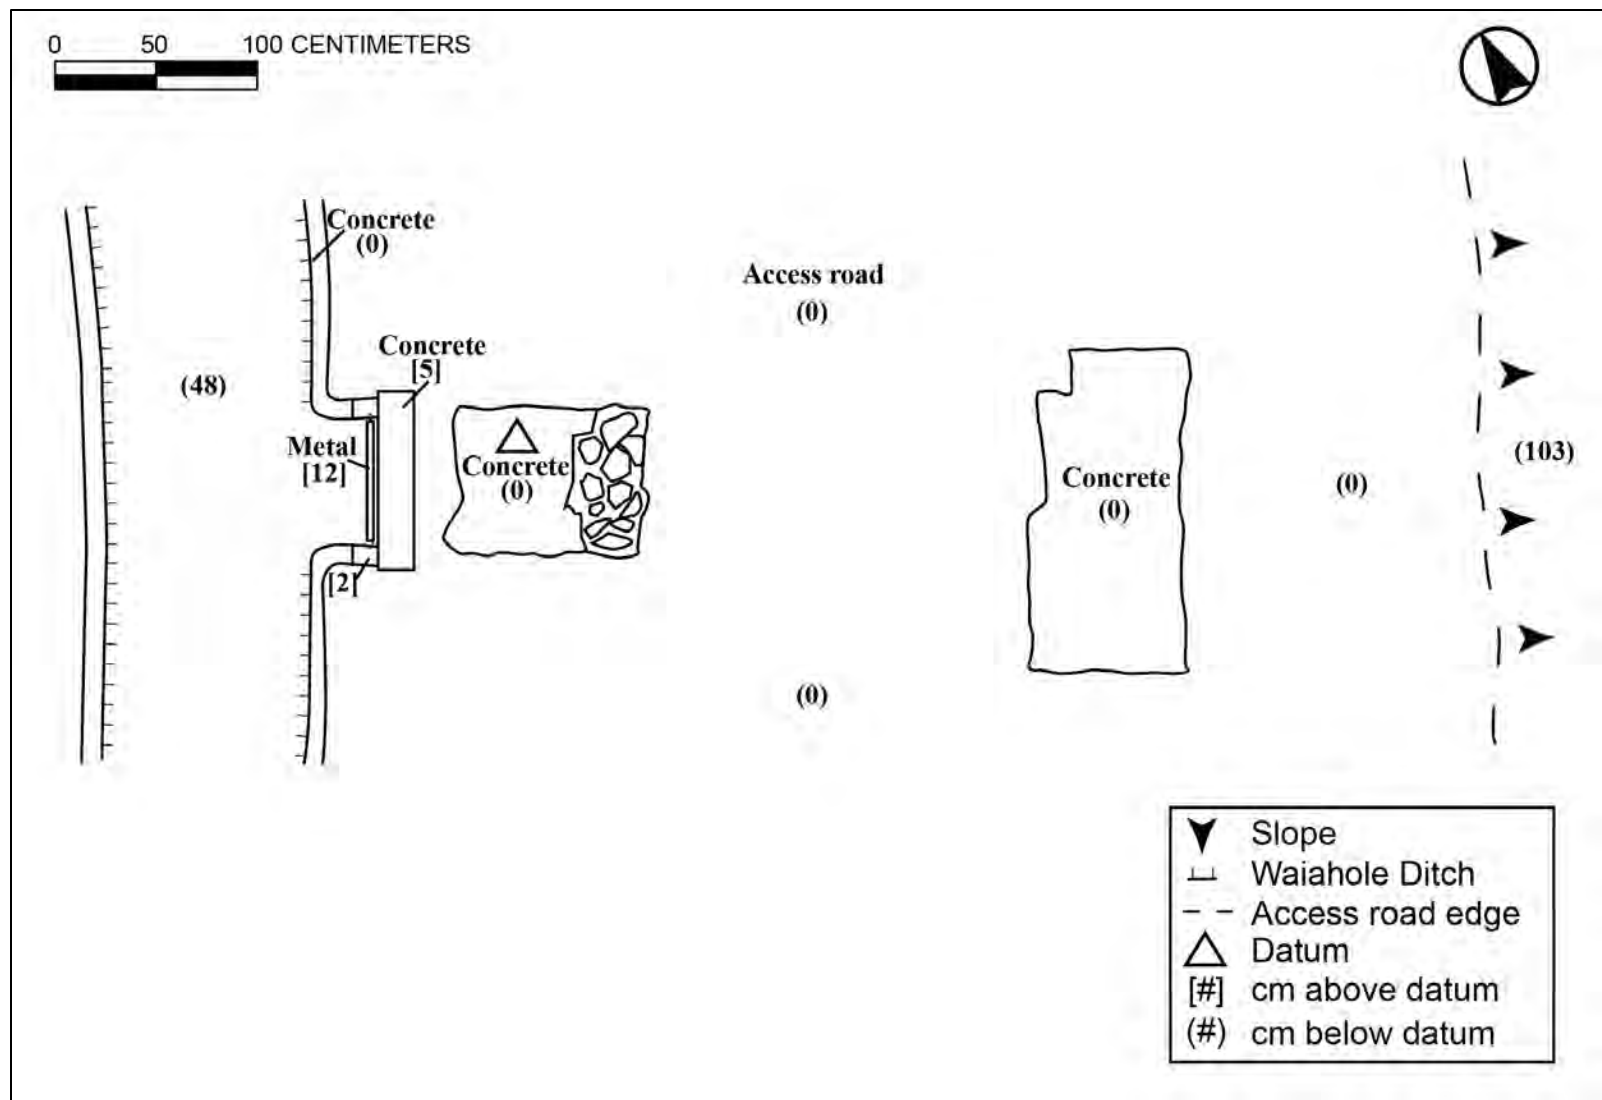 0 50 100 CENTIMETERS
Concrete
(0)
Access road
(0)
Concrete
[5]
(48)
Metal
[12]
Concrete
(0)
Concrete
(0)
(0)
(103)
[2]
(0)
Slope
Waiahole Ditch
Access road edge
Datum
[#] cm above datum
(#) cm below datum